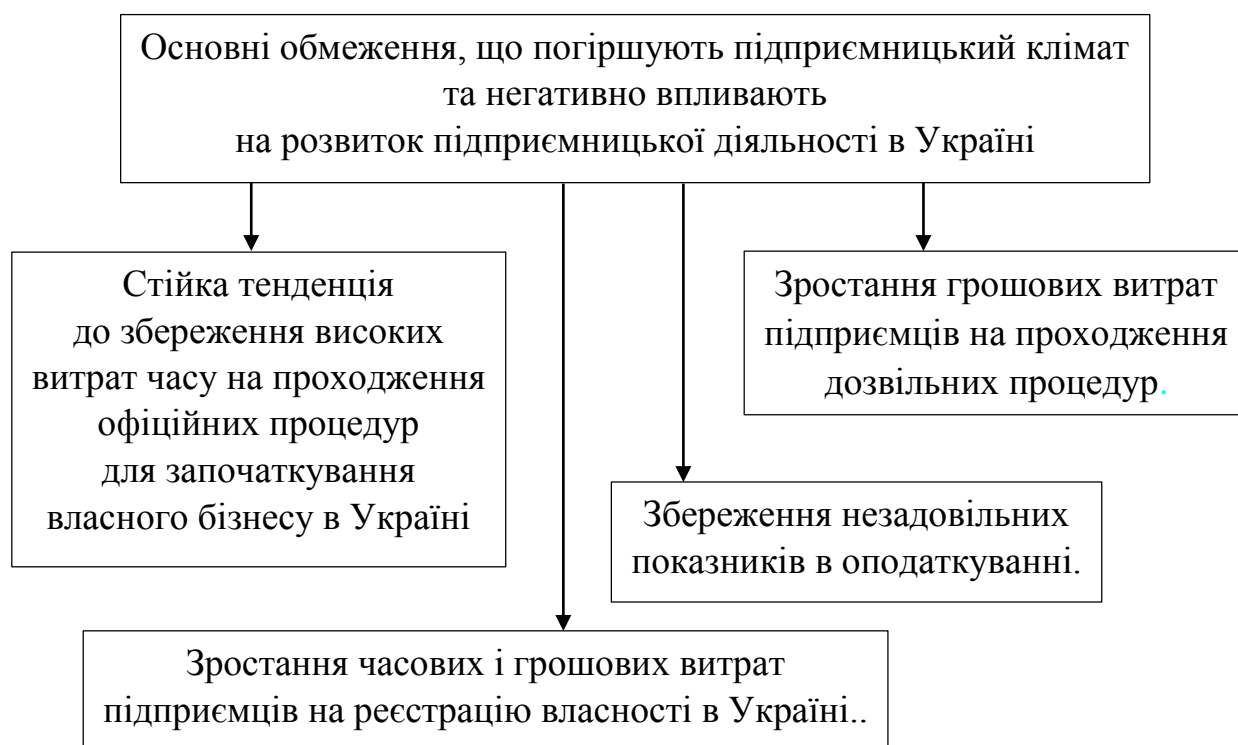 Основні обмеження, що погіршують підприємницький клімат
та негативно впливають
на розвиток підприємницької діяльності в Україні
Стійка тенденція
до збереження високих
витрат часу на проходження
офіційних процедур
для започаткування
власного бізнесу в Україні
Зростання грошових витрат
підприємців на проходження
дозвільних процедур.
Збереження незадовільних
показників в оподаткуванні.
Зростання часових і грошових витрат
підприємців на реєстрацію власності в Україні..